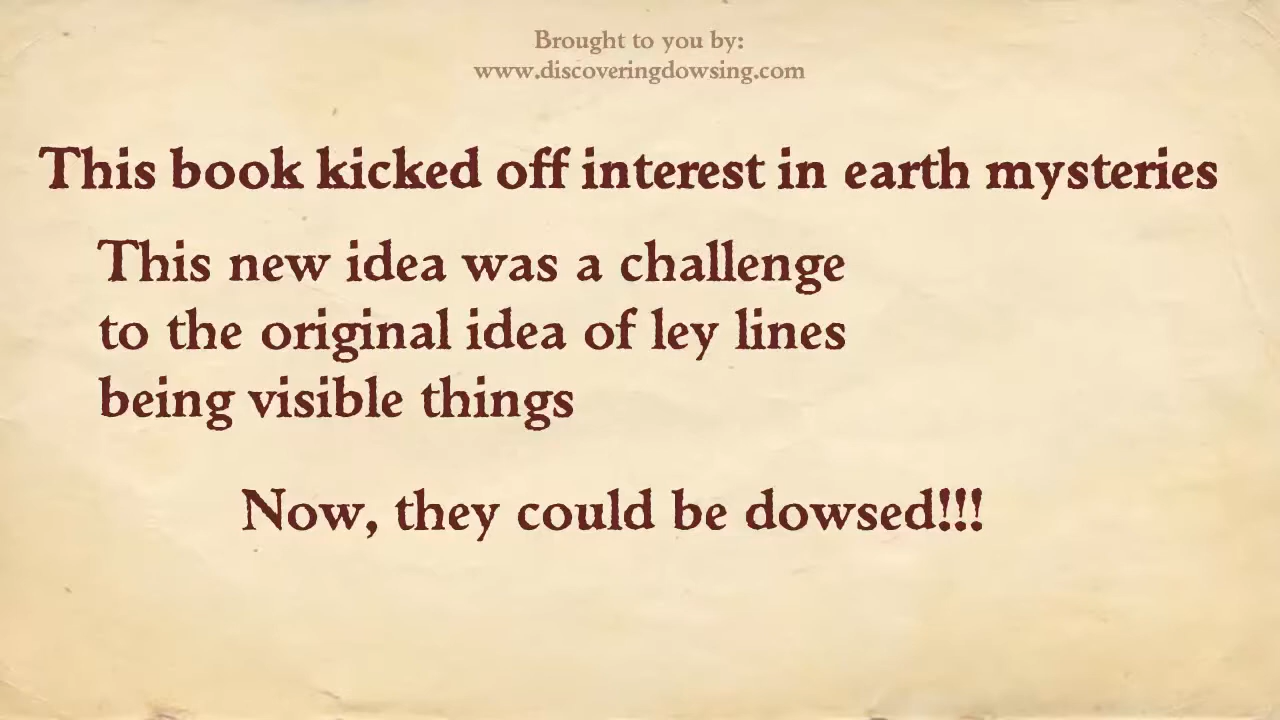 Brought to you by:
www.discoveringdowsing.com
This book kicked off interest in earth mysteries
This new idea was a challenge
to the original idea of ley lines
being visible things
Now, they could be dowsed!!!